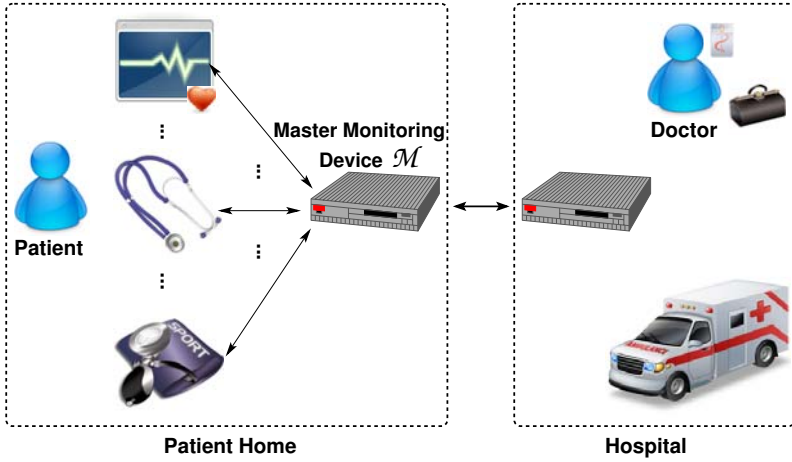 Master Monitoring
Device ℳ
Doctor
Patient
SPORT
AMBULANCE
Patient Home
Hospital